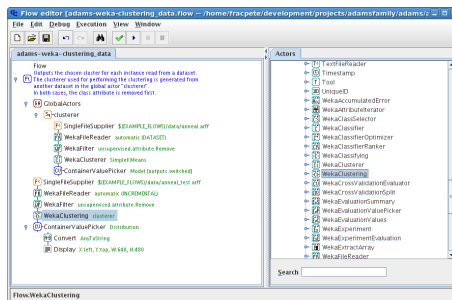 Flow editor [adams-weka-clustering_data.flow -- /home/fracpete/development/projects/adamsfamily/adams/a
File Edit Debug Execution View Window
adams-weka-clustering_data
Flow
Outputs the chosen cluster for each instance read from a dataset.
The clusterer used for performing the clustering is generated from
another dataset in the global actor "clusterer".
In both cases, the class attribute is removed first.
GlobalActors
clusterer
SingleFileSupplier ${EXAMPLE_FLOWS}/data/anneal.arff
WekaFileReader automatic (DATASET)
WekaFilter unsupervised.attribute.Remove
WekaClusterer SimpleKMeans
ContainerValuePicker Model [outputs switched]
SingleFileSupplier ${EXAMPLE_FLOWS}/data/anneal_test.arff
WekaFileReader automatic (INCREMENTAL)
WekaFilter unsupervised.attribute.Remove
WekaClustering clusterer
ContainerValuePicker Distribution
Convert AnyToString
Display X:left, Y:top, W:640, H:480
Actors
TextFileReader
Timestamp
Tool
UniqueID
WekaAccumulatedError
WekaAttributeIterator
WekaClassSelector
WekaClassifier
WekaClassifierOptimizer
WekaClassifierRanker
WekaClassifying
WekaClusterer
WekaClustering
WekaCrossValidationEvaluator
WekaCrossValidationSplit
WekaEvaluationSummary
WekaEvaluationValuePicker
WekaEvaluationValues
WekaExperiment
WekaExperimentEvaluation
WekaExtractArray
WekaFileReader
Search
Flow.WekaClustering